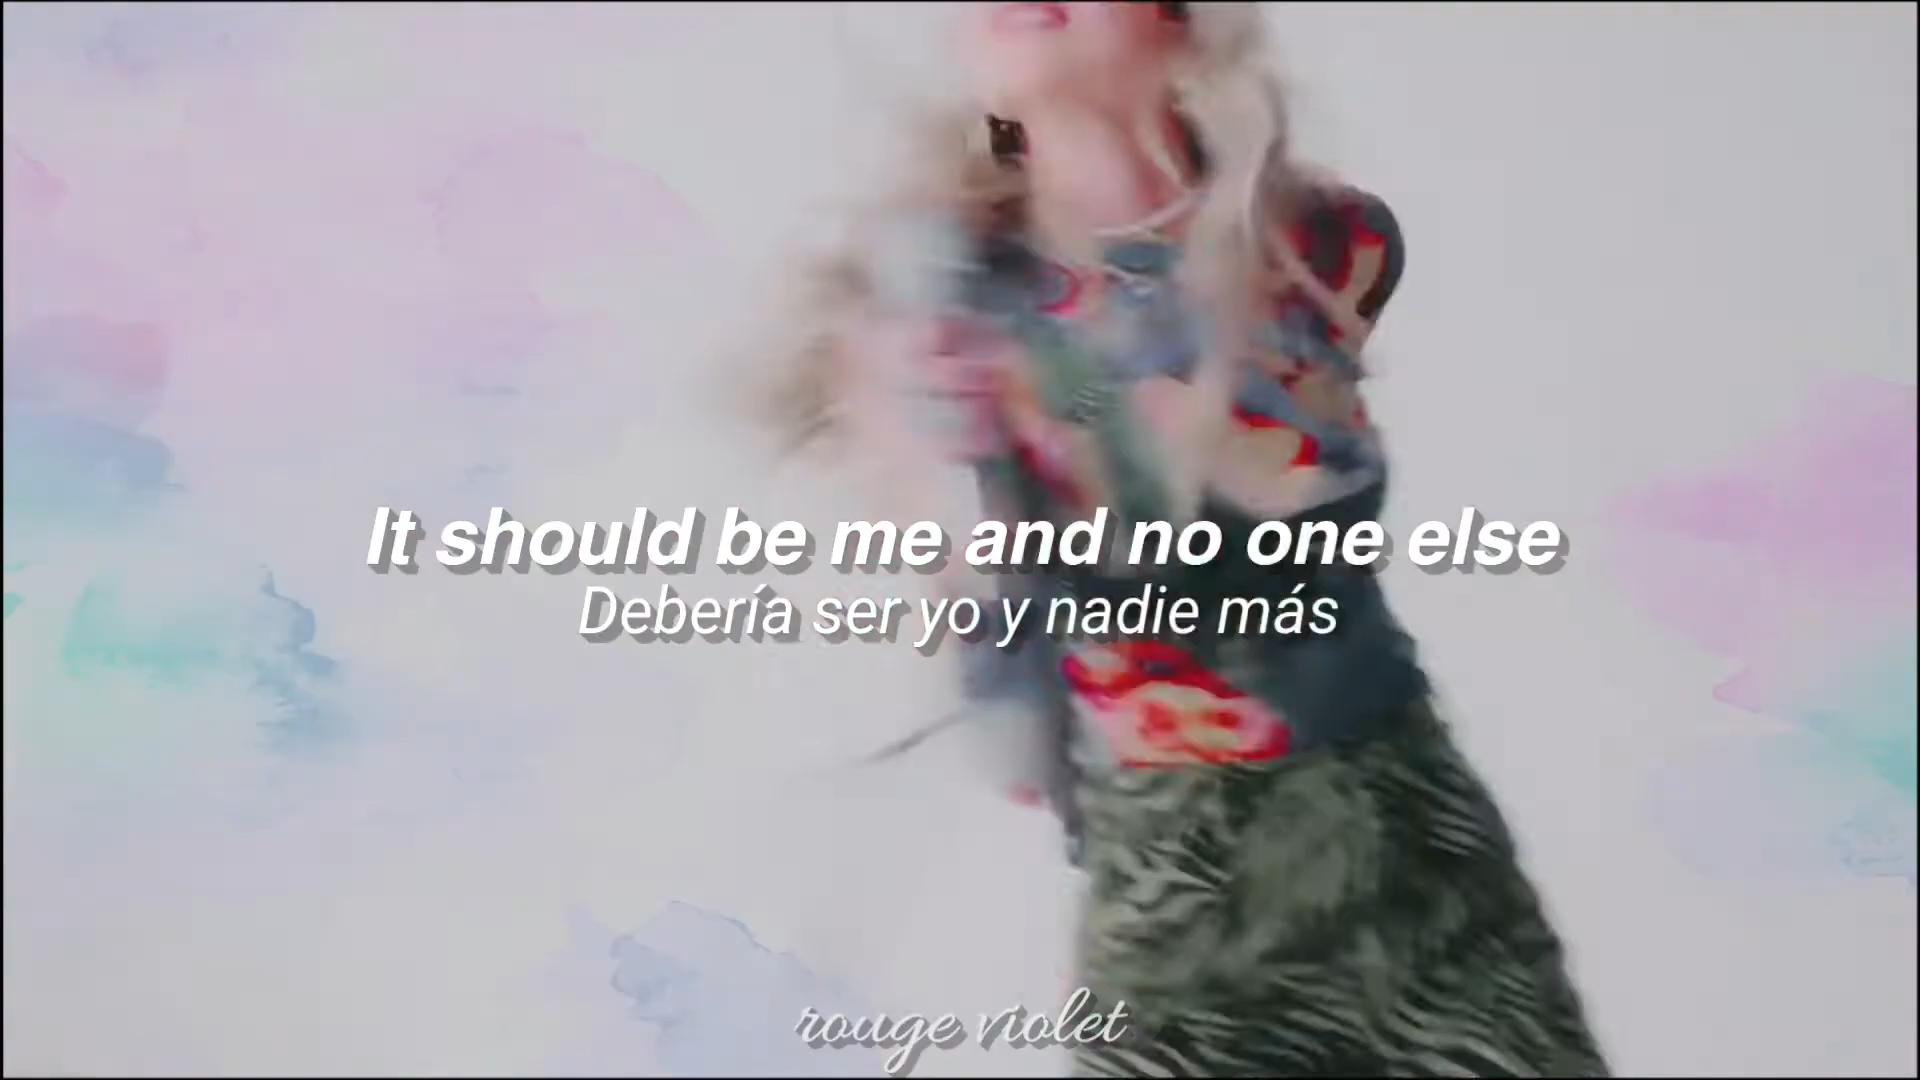 It should be me and no one else
Debería ser yo y nadie más
rouge violet